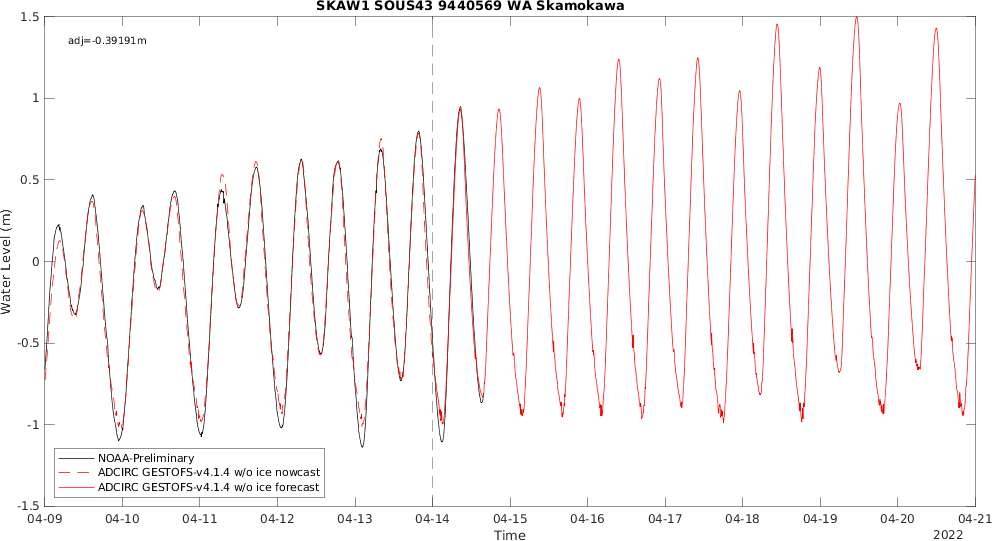 SKAW1 SOUS43 9440569 WA Skamokawa
adj=-0.39191m
Water Level (m)
1.5
1
0.5
0
-0.5
-1
-1.5
NOAA-Preliminary
ADCIRC GESTOFS-v4.1.4 w/o ice nowcast
ADCIRC GESTOFS-v4.1.4 w/o ice forecast
04-09 04-10 04-11 04-12 04-13 04-14 04-15 04-16 04-17 04-18 04-19 04-20 04-21
Time
2022